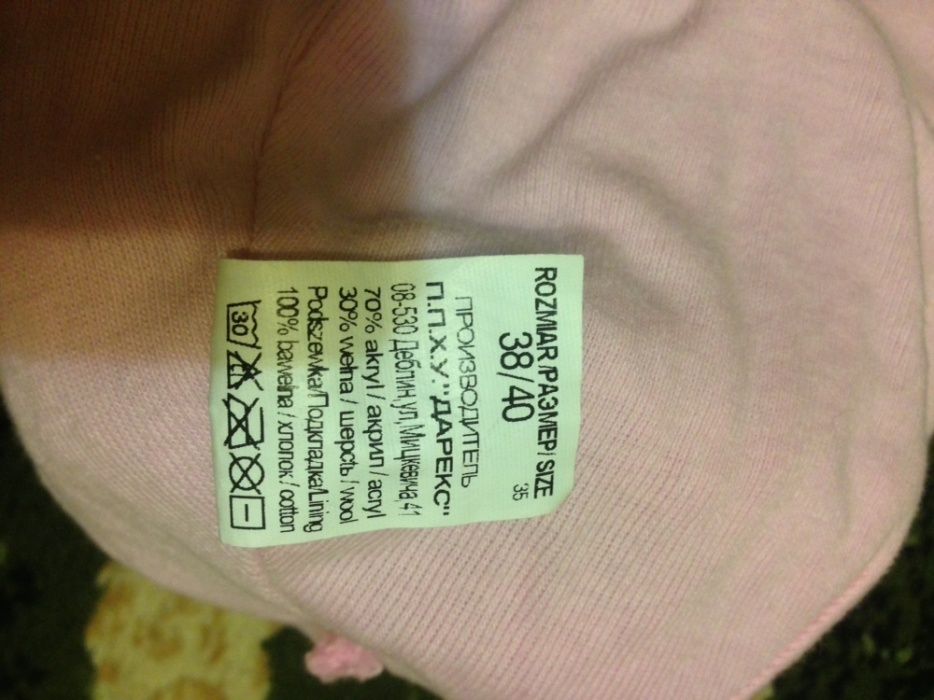 ROZMIAR/РАЗМЕР/SIZE
38/40
35
ПРОИЗВОДИТЕЛЬ
П.П.Х.У."ДАРЕКС"
08-530 Деблин,ул,Мицкевича,41
70% akryl / акрил / acryl
30% wełna / шерсть / wool
Podszewka/Подкладка/Lining
100% bawełna / хлопок / cotton
30